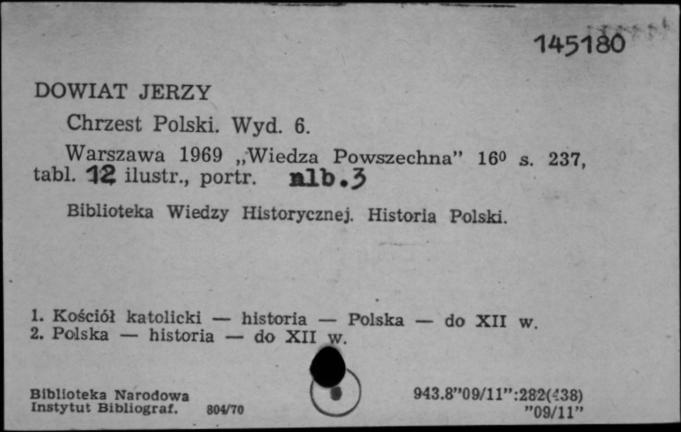 145180
DOWIAT JERZY
Chrzest Polski. Wyd. 6.
Warszawa 1969 „Wiedza Powszechna” 16⁰ s. 237,
tabl. 12 ilustr., portr. nlb.3
Biblioteka Wiedzy Historycznej. Historia Polski.
1. Kościół katolicki — historia — Polska — do XII w.
2. Polska — historia — do XII w.
Biblioteka Narodowa
Instytut Bibliograf. 804/70
943.8”09/11”:282(438)
”09/11”